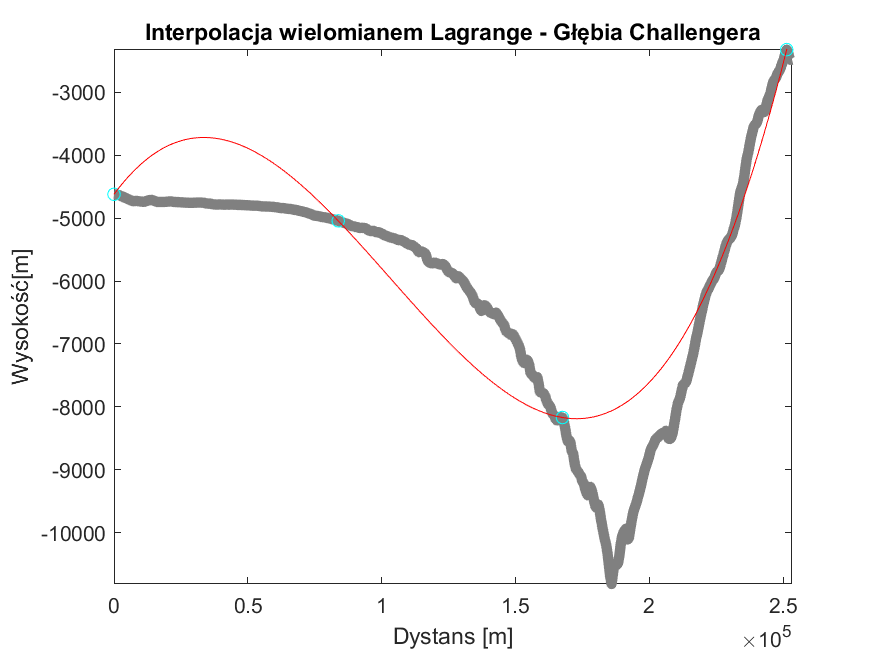 Interpolacja wielomianem Lagrange - Głębia Challengera
Wysokość[m]
-3000
-4000
-5000
-6000
-7000
-8000
-9000
-10000
0 0.5 1 1.5 2 2.5
Dystans [m]
×10^5